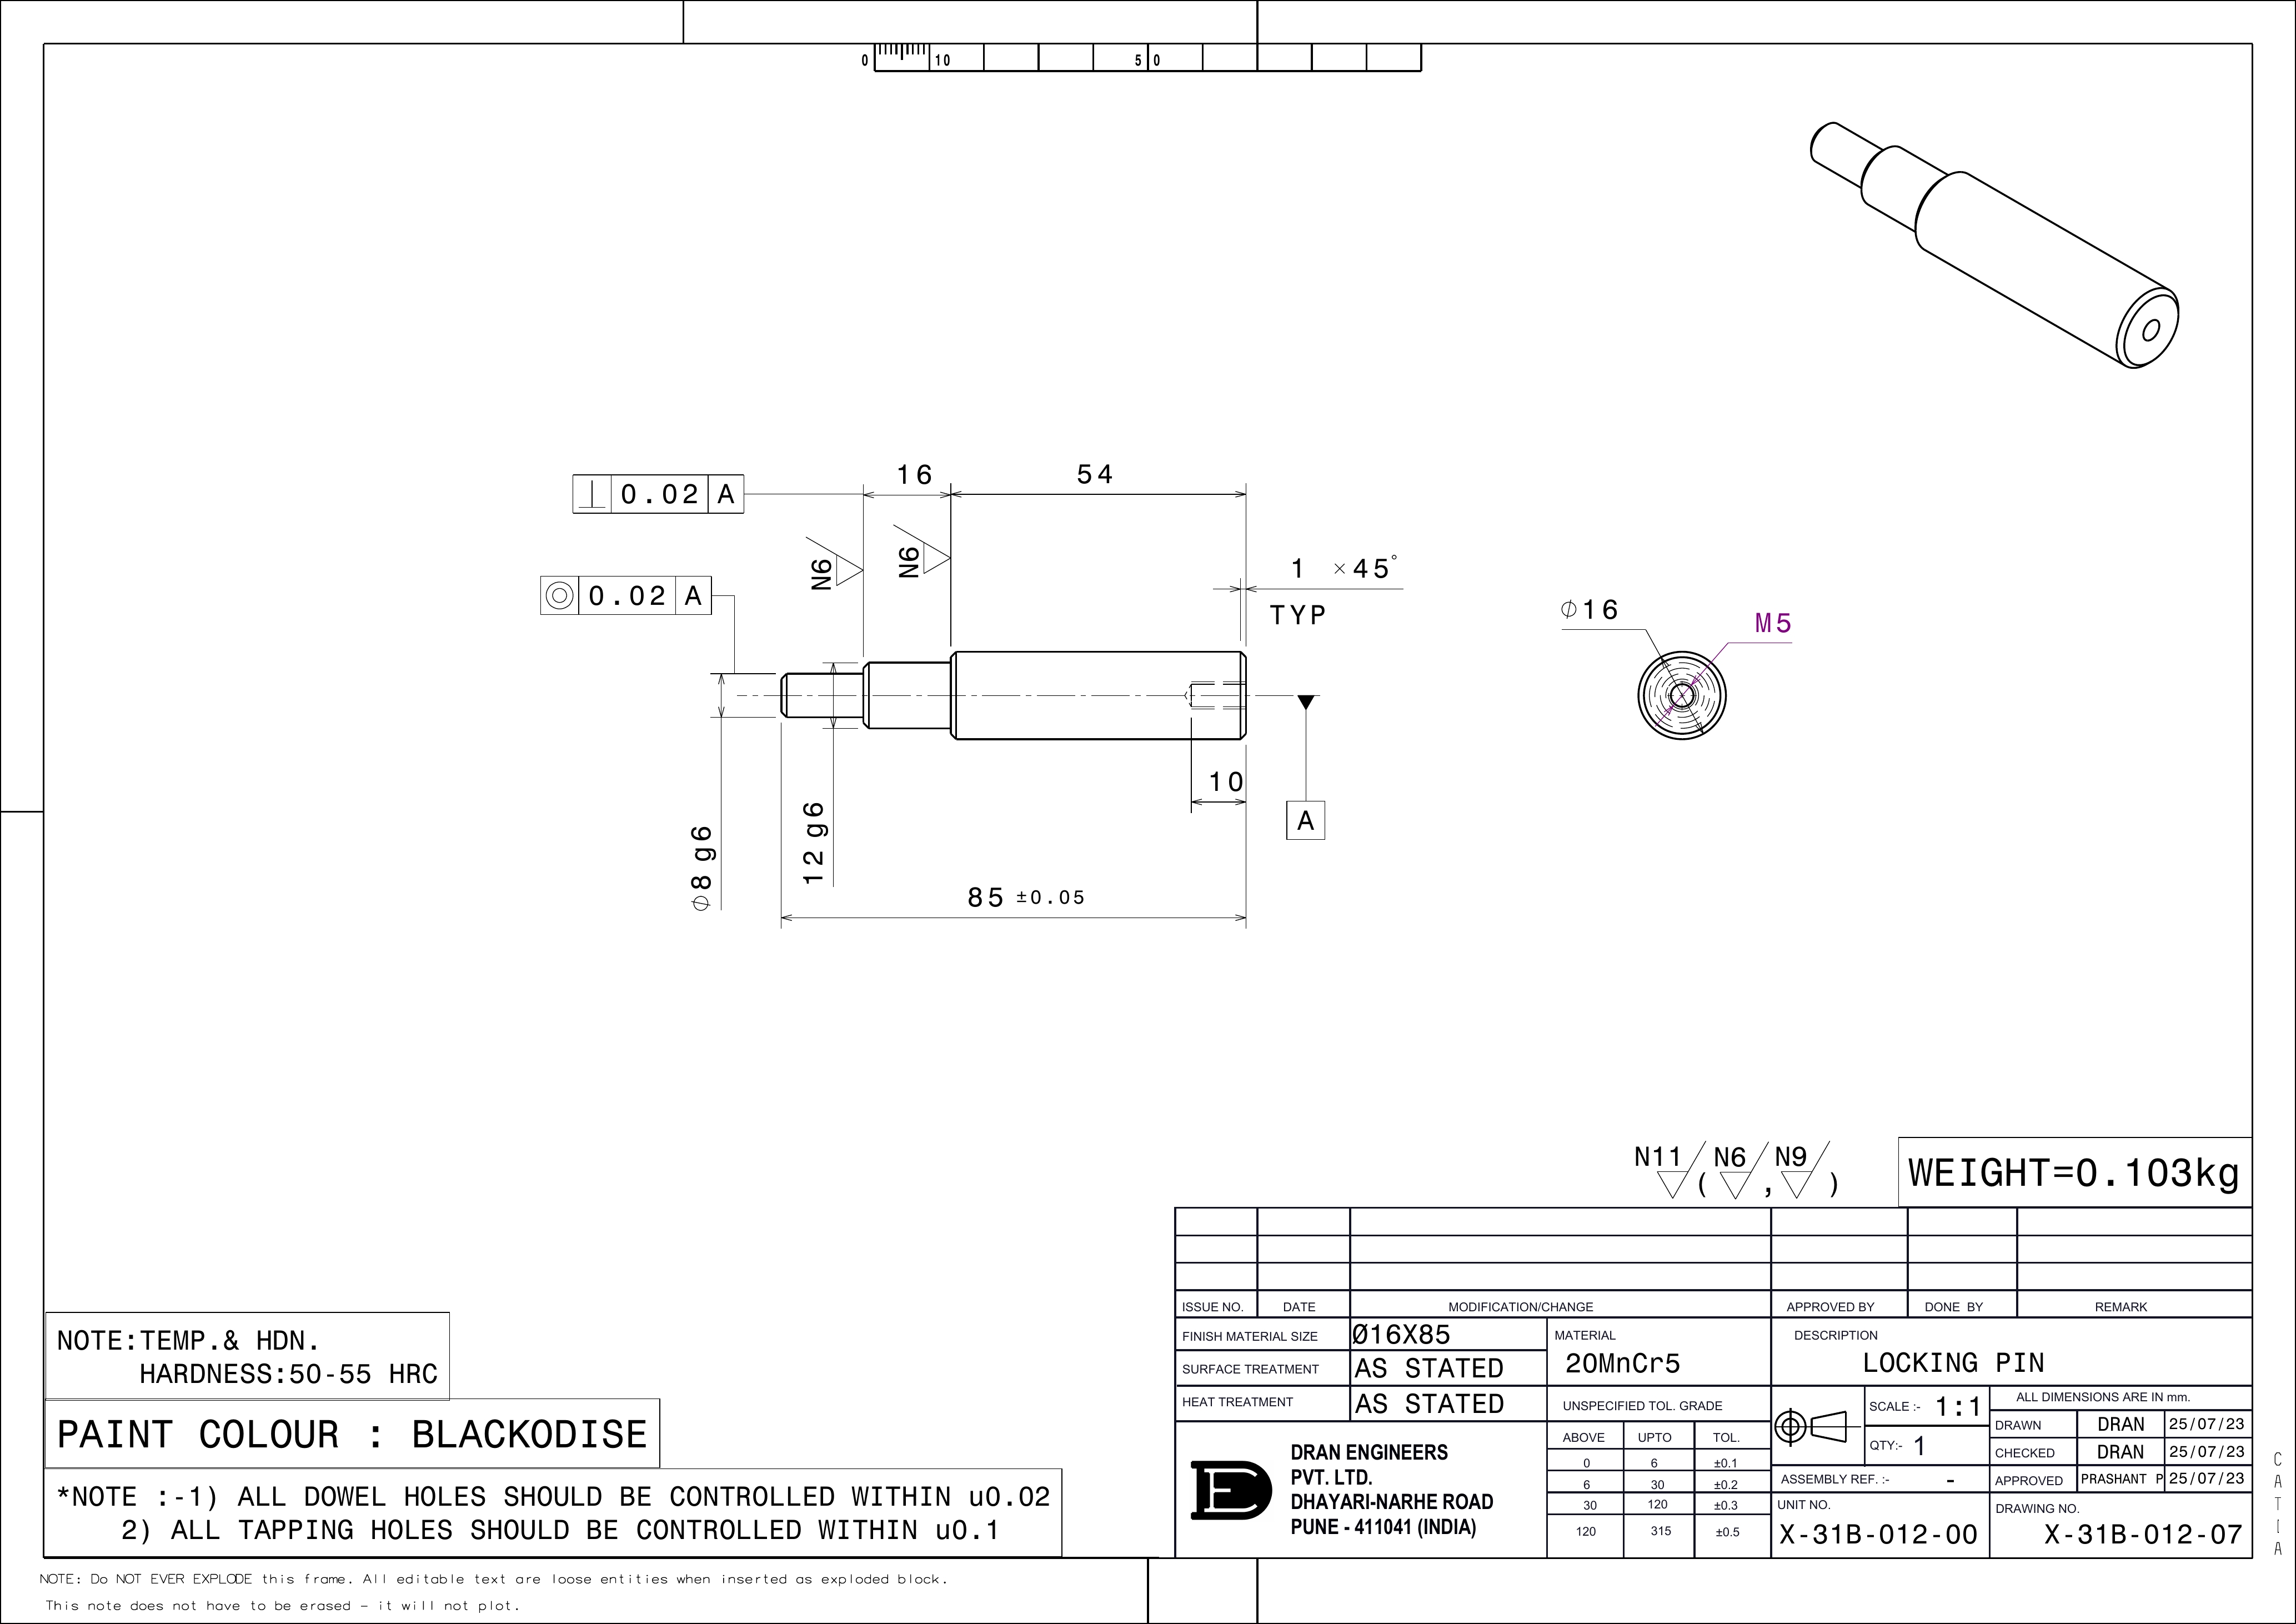 0 10 50
16 54
⊥ 0.02 A
N6 N6
◎ 0.02 A
1 ×45°
TYP
⌀16
M5
10
A
⌀8 g6
12 g6
85 ±0.05
N11 ( N6 , N9 )
WEIGHT=0.103kg
ISSUE NO. DATE MODIFICATION/CHANGE APPROVED BY DONE BY REMARK
FINISH MATERIAL SIZE Ø16X85
SURFACE TREATMENT AS STATED
HEAT TREATMENT AS STATED
MATERIAL
20MnCr5
DESCRIPTION
LOCKING PIN
UNSPECIFIED TOL. GRADE
ABOVE UPTO TOL.
0 6 ±0.1
6 30 ±0.2
30 120 ±0.3
120 315 ±0.5
SCALE :- 1:1
QTY:- 1
ALL DIMENSIONS ARE IN mm.
DRAWN DRAN 25/07/23
CHECKED DRAN 25/07/23
APPROVED PRASHANT P 25/07/23
ASSEMBLY REF. :- -
UNIT NO.
X-31B-012-00
DRAWING NO.
X-31B-012-07
DE
DRAN ENGINEERS
PVT. LTD.
DHAYARI-NARHE ROAD
PUNE - 411041 (INDIA)
NOTE:TEMP.& HDN.
HARDNESS:50-55 HRC
PAINT COLOUR : BLACKODISE
*NOTE :-1) ALL DOWEL HOLES SHOULD BE CONTROLLED WITHIN u0.02
2) ALL TAPPING HOLES SHOULD BE CONTROLLED WITHIN u0.1
NOTE: Do NOT EVER EXPLODE this frame. All editable text are loose entities when inserted as exploded block.
This note does not have to be erased - it will not plot.
CATIA